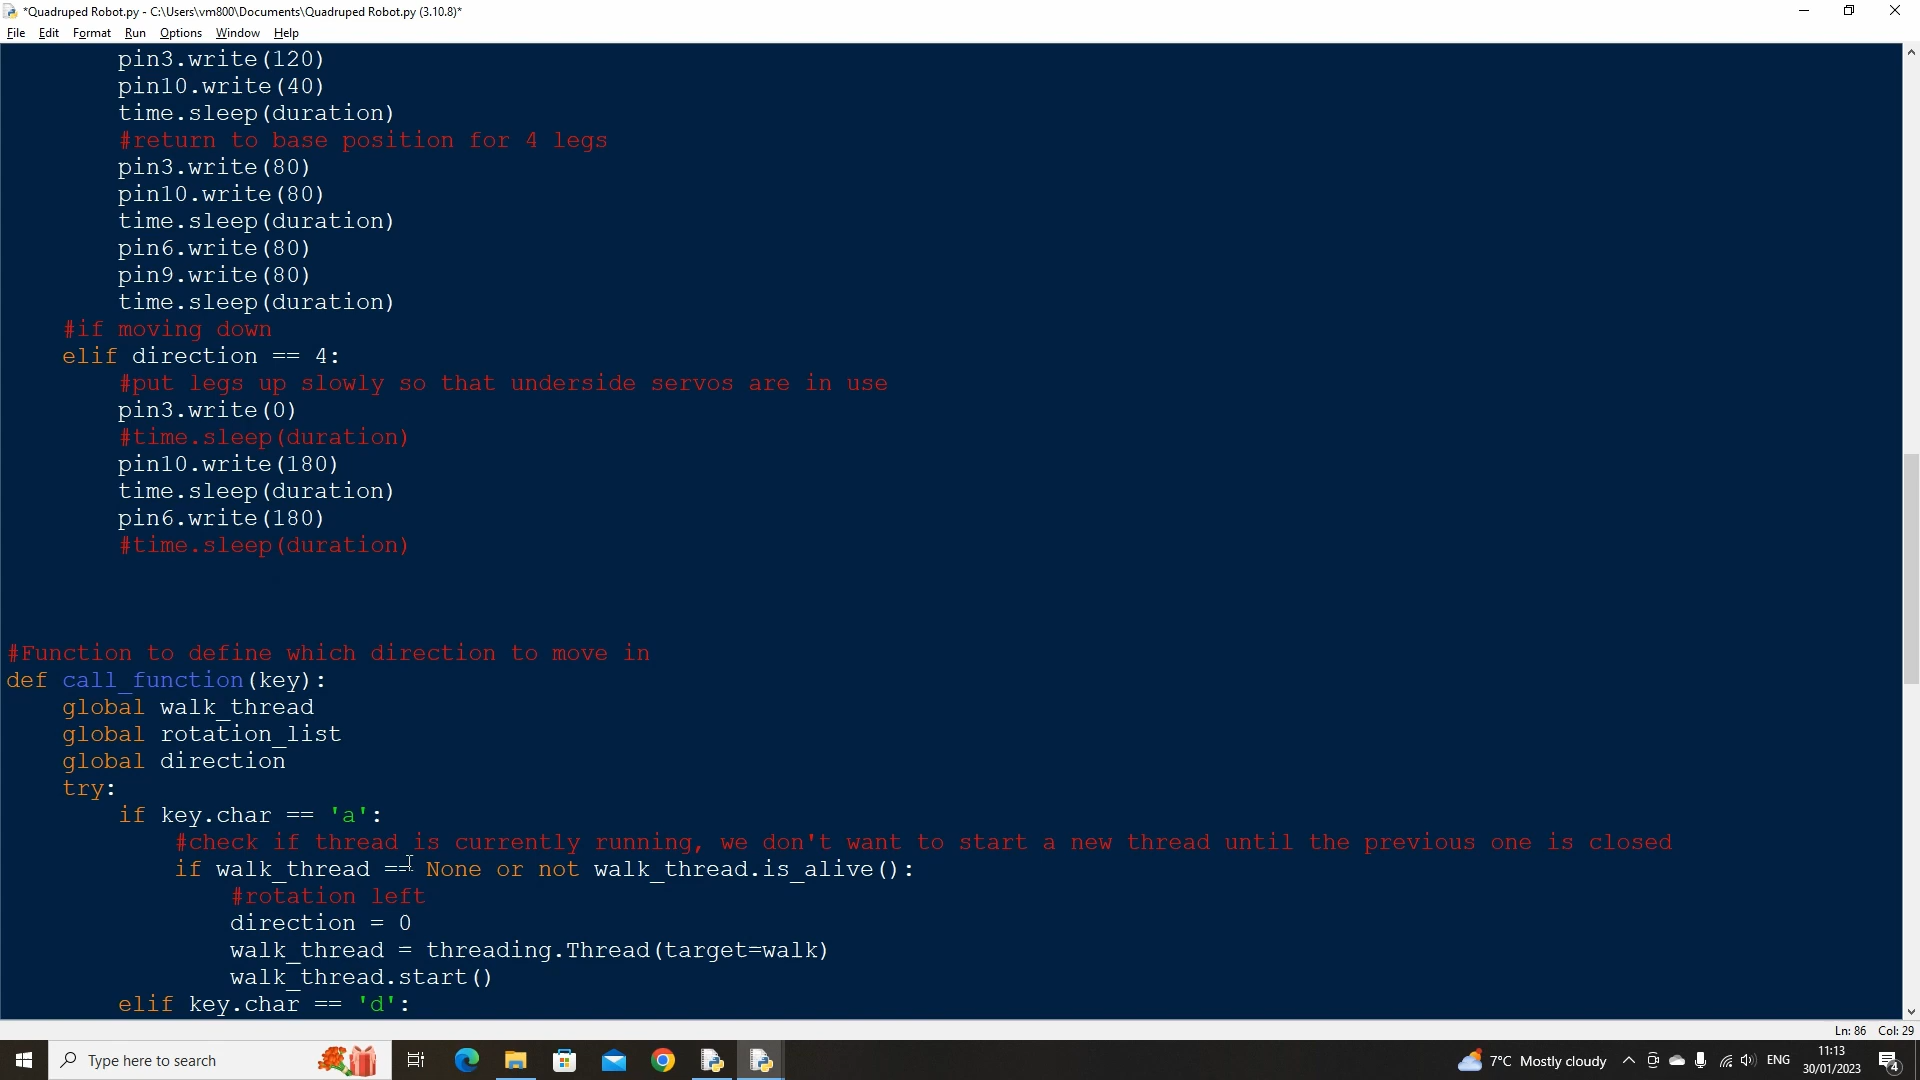 *Quadruped Robot.py - C:\Users\vm800\Documents\Quadruped Robot.py (3.10.8)*
File Edit Format Run Options Window Help
pin3.write(120)
pin10.write(40)
time.sleep(duration)
#return to base position for 4 legs
pin3.write(80)
pin10.write(80)
time.sleep(duration)
pin6.write(80)
pin9.write(80)
time.sleep(duration)
#if moving down
elif direction == 4:
#put legs up slowly so that underside servos are in use
pin3.write(0)
#time.sleep(duration)
pin10.write(180)
time.sleep(duration)
pin6.write(180)
#time.sleep(duration)
#Function to define which direction to move in
def call_function(key):
global walk_thread
global rotation_list
global direction
try:
if key.char == 'a':
#check if thread is currently running, we don't want to start a new thread until the previous one is closed
if walk_thread == None or not walk_thread.is_alive():
#rotation left
direction = 0
walk_thread = threading.Thread(target=walk)
walk_thread.start()
elif key.char == 'd':
Ln: 86 Col: 29
Type here to search
7°C Mostly cloudy
ENG
11:13
30/01/2023
4